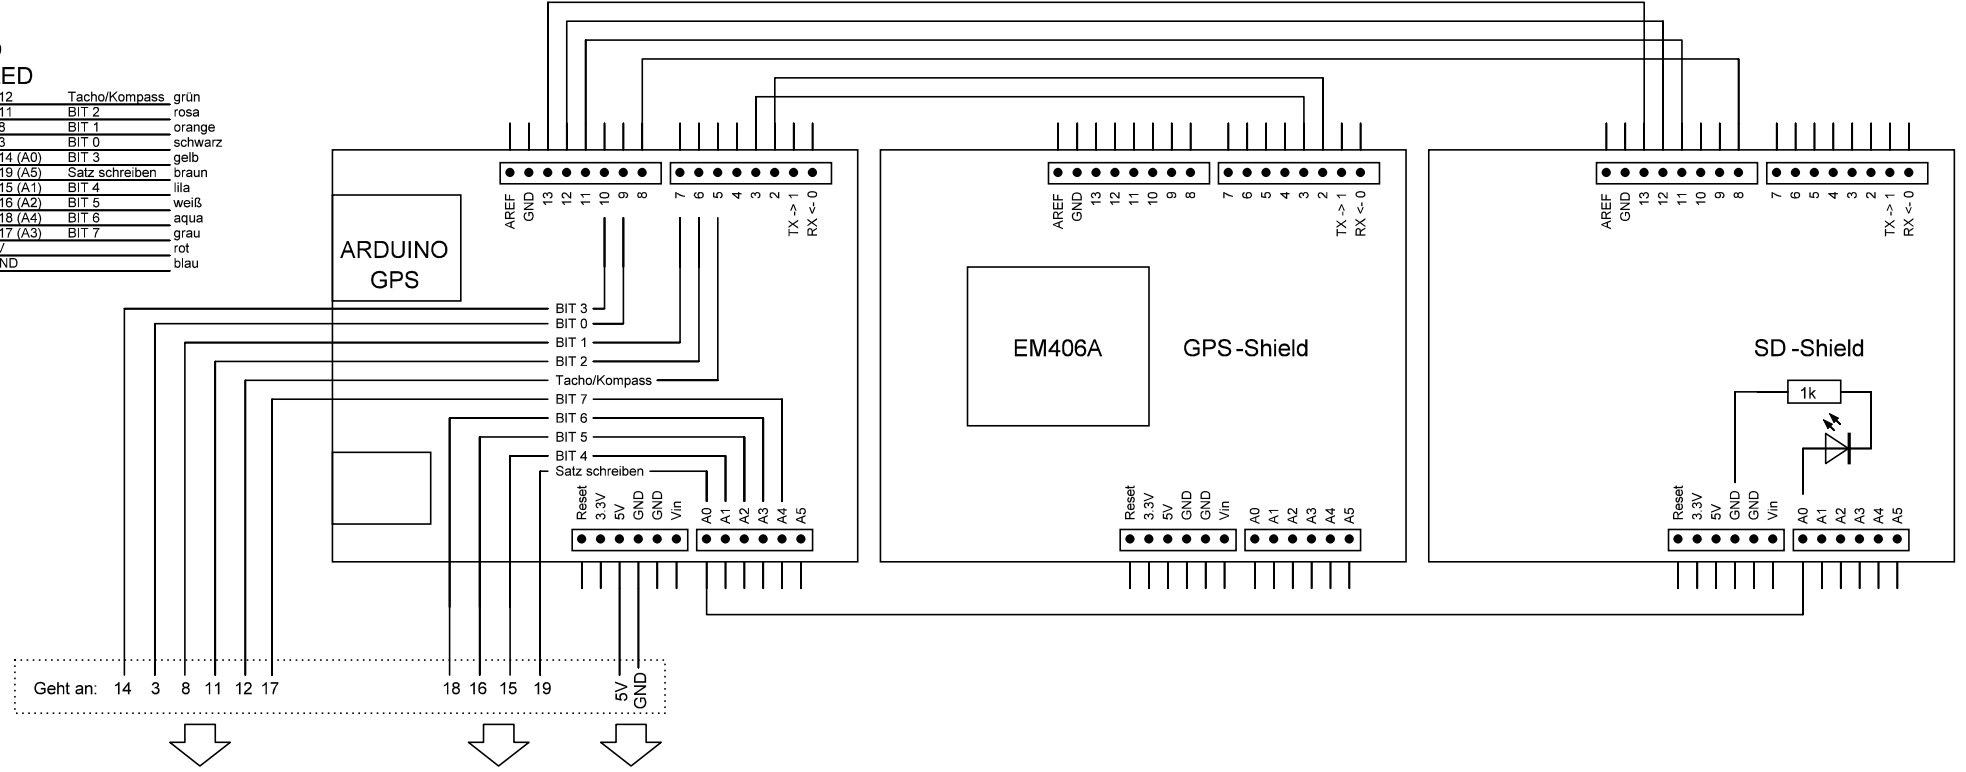 ED
12 Tacho/Kompass grün
11 BIT 2 rosa
8 BIT 1 orange
3 BIT 0 schwarz
14 (A0) BIT 3 gelb
19 (A5) Satz schreiben braun
15 (A1) BIT 4 lila
16 (A2) BIT 5 weiß
18 (A4) BIT 6 aqua
17 (A3) BIT 7 grau
rot
ND blau
AREF GND 13 12 11 10 9 8 7 6 5 4 3 2 TX -> 1 RX <- 0
ARDUINO
GPS
BIT 3
BIT 0
BIT 1
BIT 2
Tacho/Kompass
BIT 7
BIT 6
BIT 5
BIT 4
Satz schreiben
Reset 3.3V 5V GND GND Vin A0 A1 A2 A3 A4 A5
AREF GND 13 12 11 10 9 8 7 6 5 4 3 2 TX -> 1 RX <- 0
EM406A
GPS -Shield
Reset 3.3V 5V GND GND Vin A0 A1 A2 A3 A4 A5
AREF GND 13 12 11 10 9 8 7 6 5 4 3 2 TX -> 1 RX <- 0
SD -Shield
1k
Reset 3.3V 5V GND GND Vin A0 A1 A2 A3 A4 A5
Geht an: 14 3 8 11 12 17 18 16 15 19 5V GND